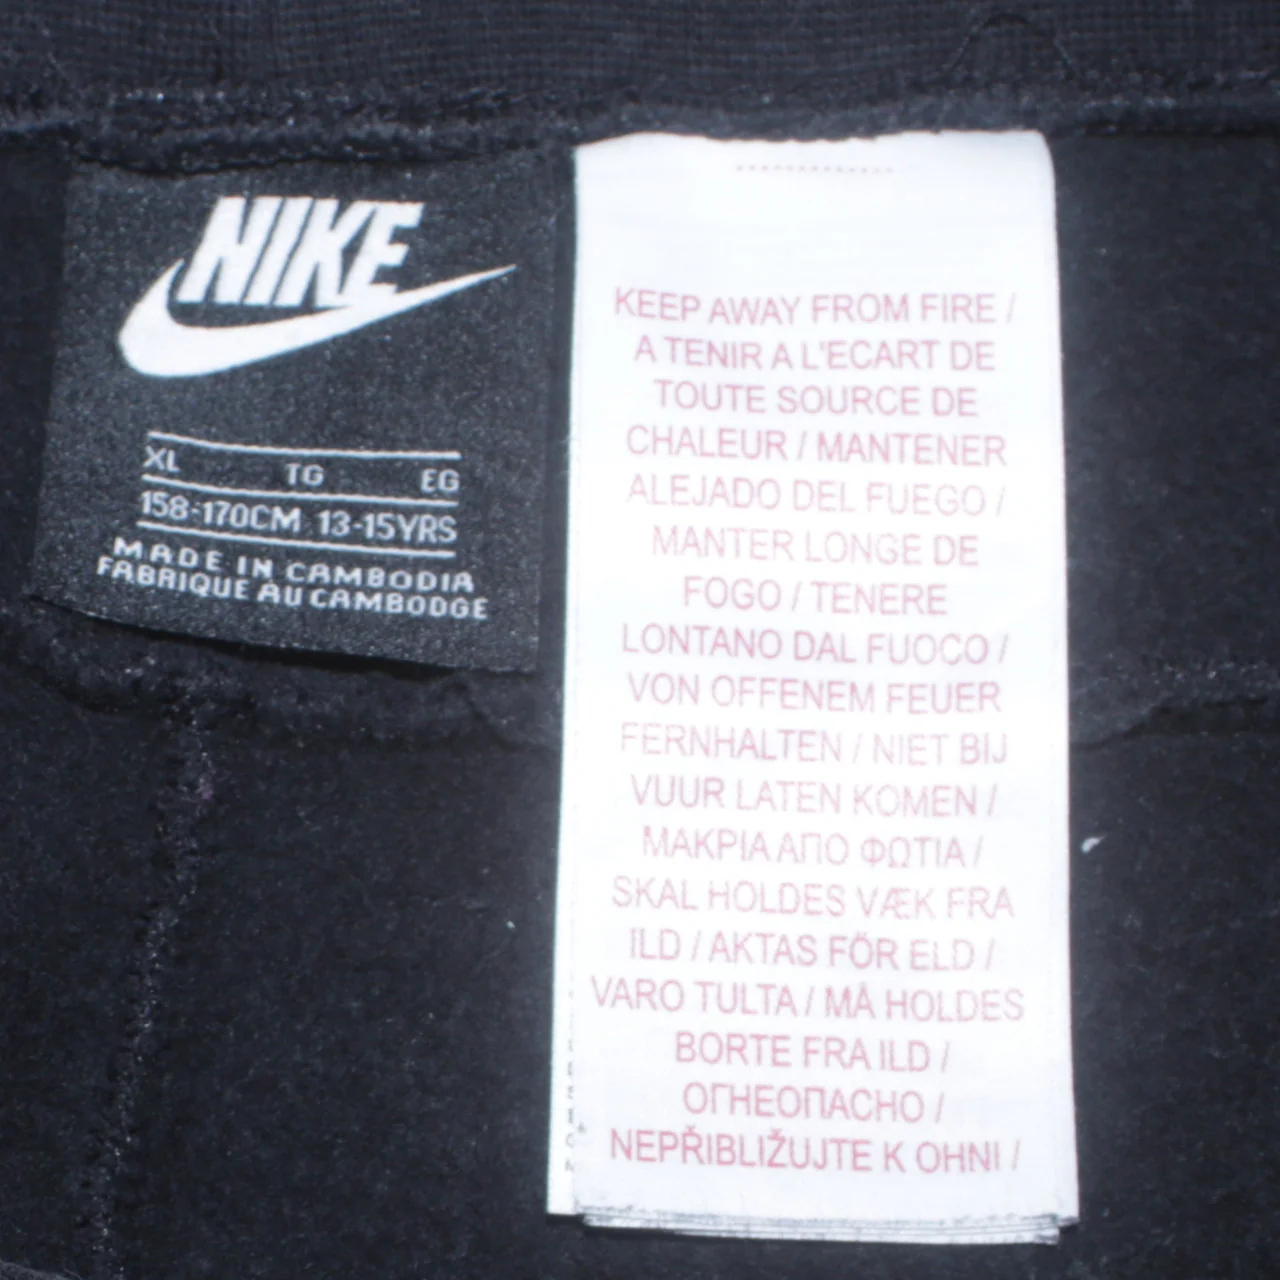 NIKE
XL TG EG
158-170CM 13-15YRS
MADE IN CAMBODIA
FABRIQUE AU CAMBODGE
KEEP AWAY FROM FIRE /
A TENIR A L'ECART DE
TOUTE SOURCE DE
CHALEUR / MANTENER
ALEJADO DEL FUEGO /
MANTER LONGE DE
FOGO / TENERE
LONTANO DAL FUOCO /
VON OFFENEM FEUER
FERNHALTEN / NIET BIJ
VUUR LATEN KOMEN /
ΜΑΚΡΙΑ ΑΠΟ ΦΩΤΙΑ /
SKAL HOLDES VÆK FRA
ILD / AKTAS FÖR ELD /
VARO TULTA / MÅ HOLDES
BORTE FRA ILD /
ОГНЕОПАСНО /
NEPŘIBLIŽUJTE K OHNI /